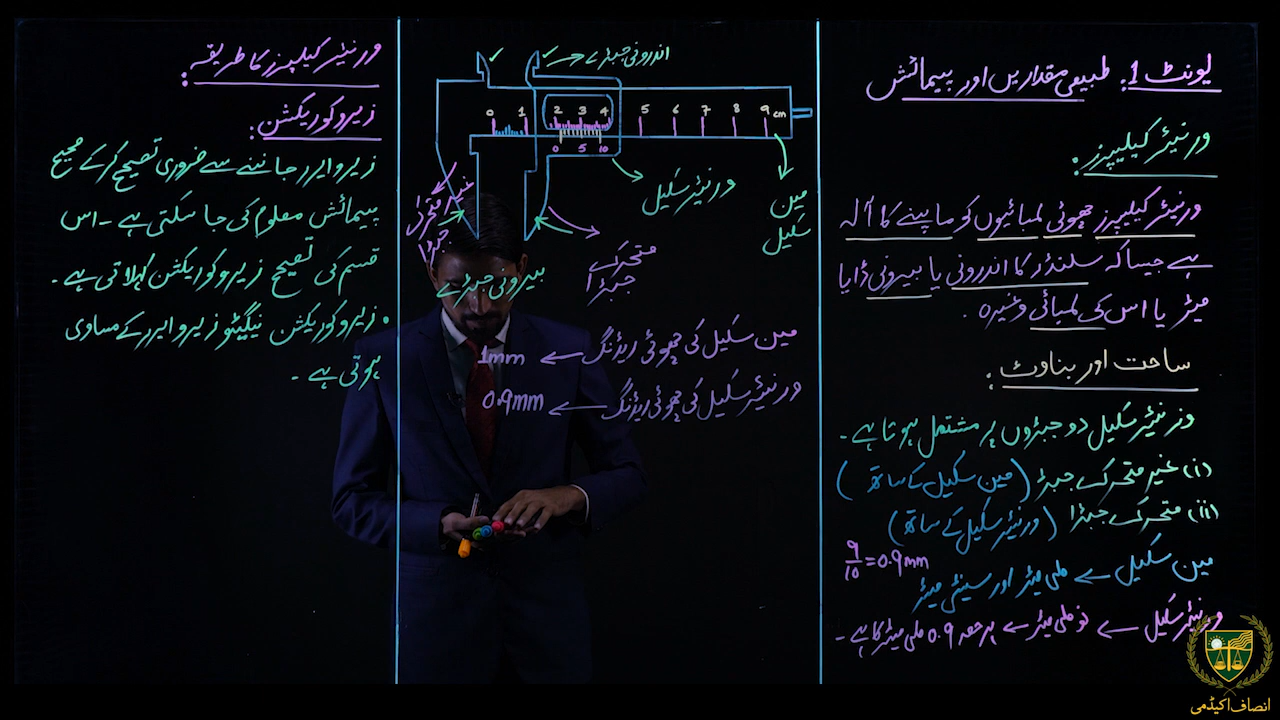 یونٹ 1: طبیعی مقداریں اور پیمائش
ورنیئر کیلیپرز:
ورنیئر کیلیپرز چھوٹی لمبائیوں کو ماپنے کا آلہ
ہے جیسا کہ سلنڈر کا اندرونی یا بیرونی ڈایا
میٹر یا اس کی لمبائی وغیرہ ۔
ساخت اور بناوٹ:
ورنیئر سکیل دو جبڑوں پر مشتمل ہوتا ہے۔
(i) غیر متحرک جبڑا (مین سکیل کے ساتھ)
(ii) متحرک جبڑا (ورنیئر سکیل کے ساتھ)
مین سکیل ← ملی میٹر اور سینٹی میٹر
9/10 = 0.9mm
ورنیئر سکیل ← نو ملی میٹر ← ہر حصہ 0.9 ملی میٹر کا ہے۔
اندرونی جبڑے
0 1 2 3 4 5 6 7 8 9 cm
0 5 10
ورنیئر سکیل
مین سکیل
غیر متحرک جبڑا
متحرک جبڑا
بیرونی جبڑے
مین سکیل کی چھوٹی ریڈنگ ← 1mm
ورنیئر سکیل کی چھوٹی ریڈنگ ← 0.9mm
ورنیئر کیلیپرز کا طریقہ:
زیرو کوریکشن:
زیرو ایرر جاننے سے ضروری تصحیح کر کے صحیح
پیمائش معلوم کی جا سکتی ہے ۔ اس
قسم کی تصحیح زیرو کوریکشن کہلاتی ہے ۔
• زیرو کوریکشن نیگیٹو زیرو ایرر کے مساوی
ہوتی ہے ۔
انصاف اکیڈمی